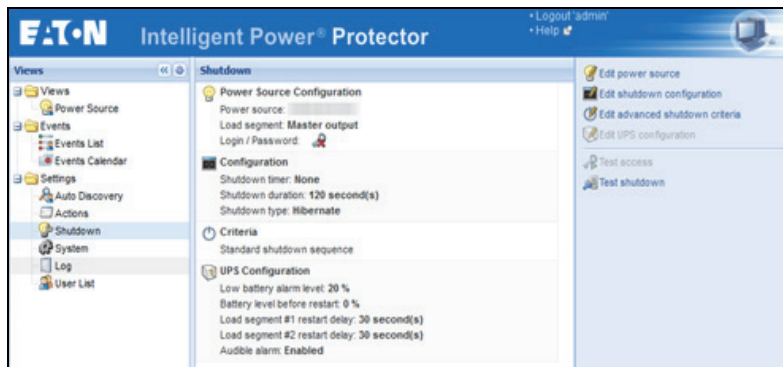 EATON
Intelligent Power® Protector
• Logout 'admin'
• Help
Views
Views
Power Source
Events
Events List
Events Calendar
Settings
Auto Discovery
Actions
Shutdown
System
Log
User List
Shutdown
Power Source Configuration
Power source:
Load segment: Master output
Login / Password:
Configuration
Shutdown timer: None
Shutdown duration: 120 second(s)
Shutdown type: Hibernate
Criteria
Standard shutdown sequence
UPS Configuration
Low battery alarm level: 20 %
Battery level before restart: 0 %
Load segment #1 restart delay: 30 second(s)
Load segment #2 restart delay: 30 second(s)
Audible alarm: Enabled
Edit power source
Edit shutdown configuration
Edit advanced shutdown criteria
Edit UPS configuration
Test access
Test shutdown